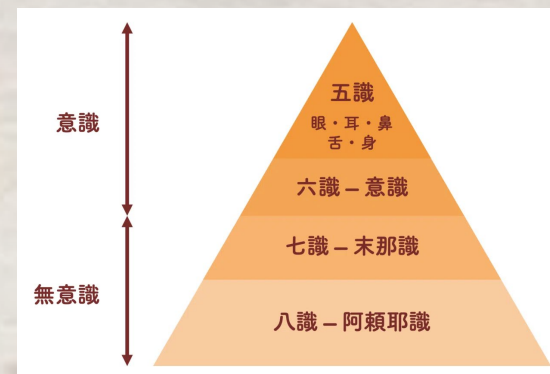 五識
眼・耳・鼻
舌・身
意識
六識 – 意識
七識 – 末那識
無意識
八識 – 阿頼耶識